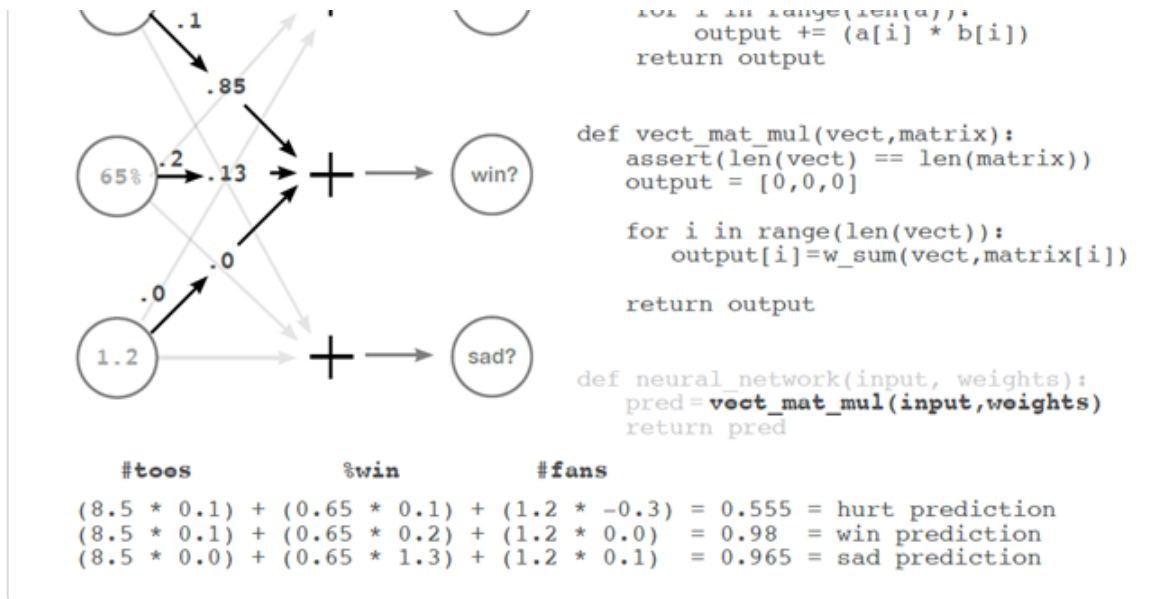 for i in range(len(a)):
.1
output += (a[i] * b[i])
return output
.85
def vect_mat_mul(vect,matrix):
assert(len(vect) == len(matrix))
output = [0,0,0]
65%
.2
.13
win?
for i in range(len(vect)):
output[i]=w_sum(vect,matrix[i])
.0
return output
.0
1.2
sad?
def neural_network(input, weights):
pred=vect_mat_mul(input,weights)
return pred
#toes %win #fans
(8.5 * 0.1) + (0.65 * 0.1) + (1.2 * -0.3) = 0.555 = hurt prediction
(8.5 * 0.1) + (0.65 * 0.2) + (1.2 * 0.0) = 0.98 = win prediction
(8.5 * 0.0) + (0.65 * 1.3) + (1.2 * 0.1) = 0.965 = sad prediction